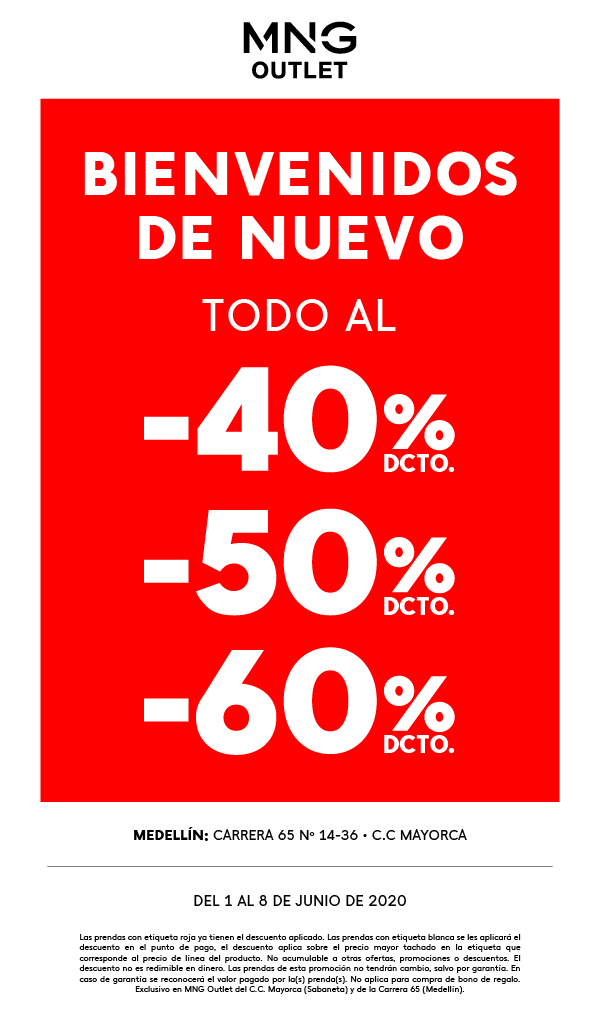 MNG
OUTLET
BIENVENIDOS
DE NUEVO
TODO AL
-40% DCTO.
-50% DCTO.
-60% DCTO.
MEDELLÍN: CARRERA 65 Nº 14-36 • C.C MAYORCA
DEL 1 AL 8 DE JUNIO DE 2020
Las prendas con etiqueta roja ya tienen el descuento aplicado. Las prendas con etiqueta blanca se les aplicará el
descuento en el punto de pago, el descuento aplica sobre el precio mayor tachado en la etiqueta que
corresponde al precio de línea del producto. No acumulable a otras ofertas, promociones o descuentos. El
descuento no es redimible en dinero. Las prendas de esta promoción no tendrán cambio, salvo por garantía. En
caso de garantía se reconocerá el valor pagado por la(s) prenda(s). No aplica para compra de bono de regalo.
Exclusivo en MNG Outlet del C.C. Mayorca (Sabaneta) y de la Carrera 65 (Medellín).